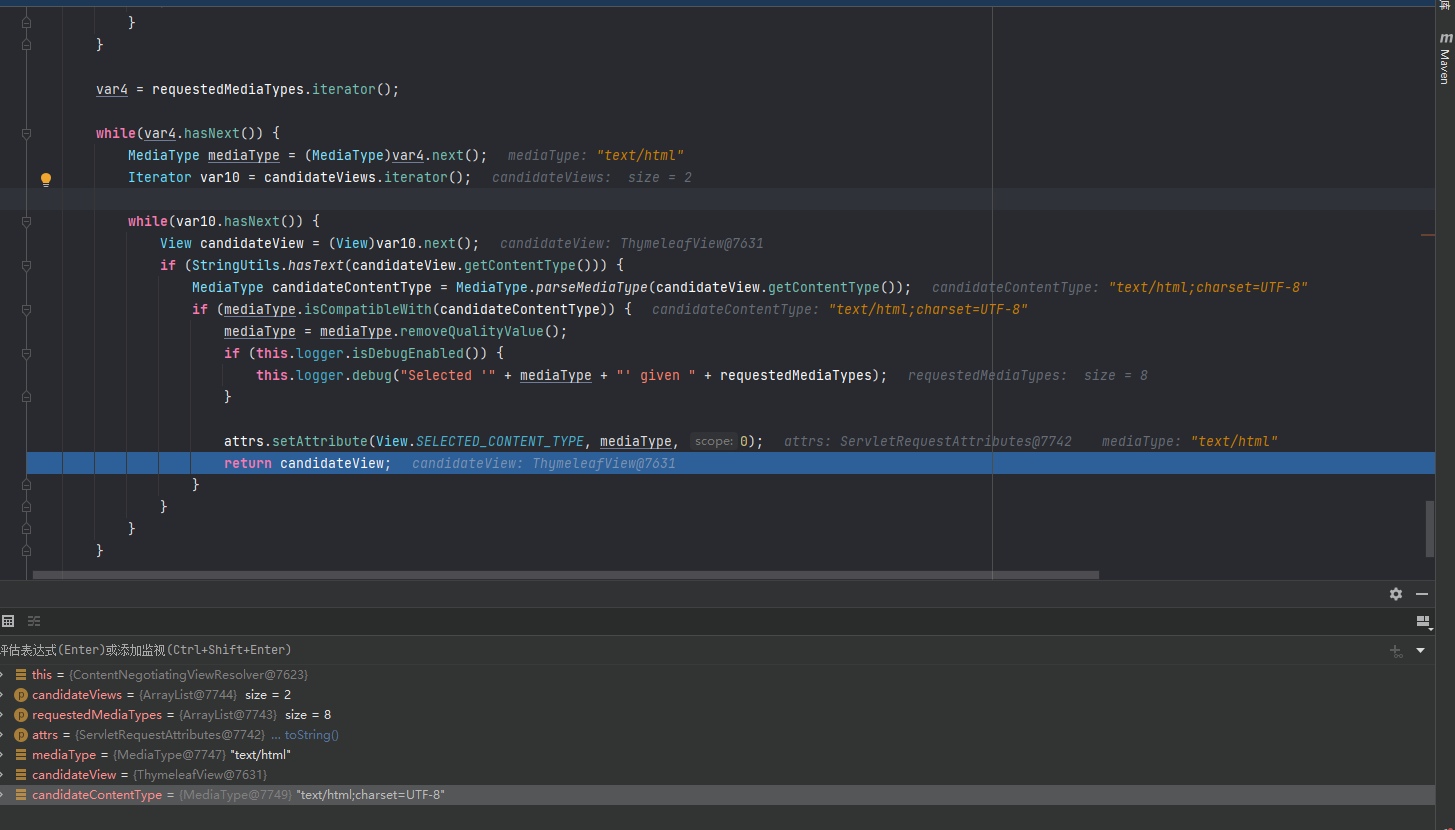 库
m
Maven
}
}
var4 = requestedMediaTypes.iterator();
while(var4.hasNext()) {
MediaType mediaType = (MediaType)var4.next();   mediaType: "text/html"
Iterator var10 = candidateViews.iterator();   candidateViews:  size = 2
while(var10.hasNext()) {
View candidateView = (View)var10.next();   candidateView: ThymeleafView@7631
if (StringUtils.hasText(candidateView.getContentType())) {
MediaType candidateContentType = MediaType.parseMediaType(candidateView.getContentType());   candidateContentType: "text/html;charset=UTF-8"
if (mediaType.isCompatibleWith(candidateContentType)) {   candidateContentType: "text/html;charset=UTF-8"
mediaType = mediaType.removeQualityValue();
if (this.logger.isDebugEnabled()) {
this.logger.debug("Selected '" + mediaType + "' given " + requestedMediaTypes);   requestedMediaTypes:  size = 8
}
attrs.setAttribute(View.SELECTED_CONTENT_TYPE, mediaType, scope: 0);   attrs: ServletRequestAttributes@7742    mediaType: "text/html"
return candidateView;   candidateView: ThymeleafView@7631
}
}
}
}
评估表达式(Enter)或添加监视(Ctrl+Shift+Enter)
this = {ContentNegotiatingViewResolver@7623}
p candidateViews = {ArrayList@7744}  size = 2
p requestedMediaTypes = {ArrayList@7743}  size = 8
p attrs = {ServletRequestAttributes@7742}  ... toString()
mediaType = {MediaType@7747} "text/html"
candidateView = {ThymeleafView@7631}
candidateContentType = {MediaType@7749} "text/html;charset=UTF-8"